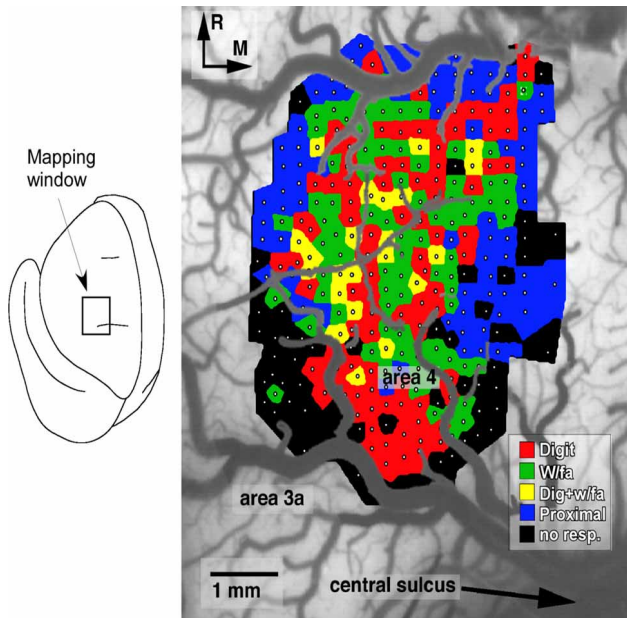 Mapping
window
R
M
area 4
area 3a
Digit
W/fa
Dig+w/fa
Proximal
no resp.
1 mm
central sulcus